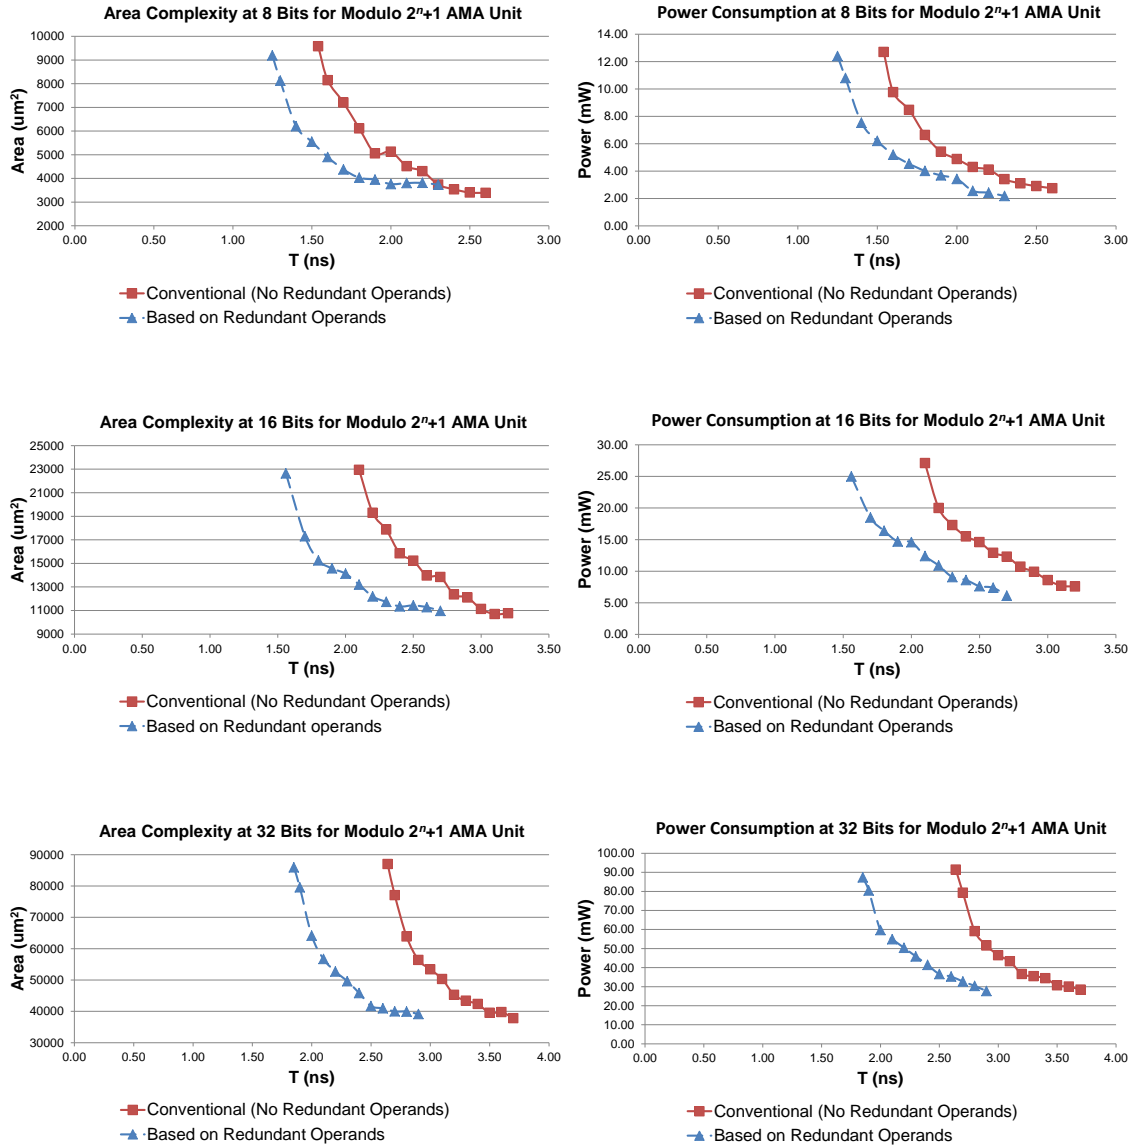 Area Complexity at 8 Bits for Modulo 2ⁿ+1 AMA Unit
Area (um²)
10000
9000
8000
7000
6000
5000
4000
3000
2000
0.00 0.50 1.00 1.50 2.00 2.50 3.00
T (ns)
Conventional (No Redundant Operands)
Based on Redundant Operands
Power Consumption at 8 Bits for Modulo 2ⁿ+1 AMA Unit
Power (mW)
14.00
12.00
10.00
8.00
6.00
4.00
2.00
0.00
0.00 0.50 1.00 1.50 2.00 2.50 3.00
T (ns)
Conventional (No Redundant Operands)
Based on Redundant Operands
Area Complexity at 16 Bits for Modulo 2ⁿ+1 AMA Unit
Area (um²)
25000
23000
21000
19000
17000
15000
13000
11000
9000
0.00 0.50 1.00 1.50 2.00 2.50 3.00 3.50
T (ns)
Conventional (No Redundant Operands)
Based on Redundant operands
Power Consumption at 16 Bits for Modulo 2ⁿ+1 AMA Unit
Power (mW)
30.00
25.00
20.00
15.00
10.00
5.00
0.00
0.00 0.50 1.00 1.50 2.00 2.50 3.00 3.50
T (ns)
Conventional (No Redundant Operands)
Based on Redundant Operands
Area Complexity at 32 Bits for Modulo 2ⁿ+1 AMA Unit
Area (um²)
90000
80000
70000
60000
50000
40000
30000
0.00 0.50 1.00 1.50 2.00 2.50 3.00 3.50 4.00
T (ns)
Conventional (No Redundant Operands)
Based on Redundant Operands
Power Consumption at 32 Bits for Modulo 2ⁿ+1 AMA Unit
Power (mW)
100.00
90.00
80.00
70.00
60.00
50.00
40.00
30.00
20.00
10.00
0.00
0.00 0.50 1.00 1.50 2.00 2.50 3.00 3.50 4.00
T (ns)
Conventional (No Redundant Operands)
Based on Redundant Operands